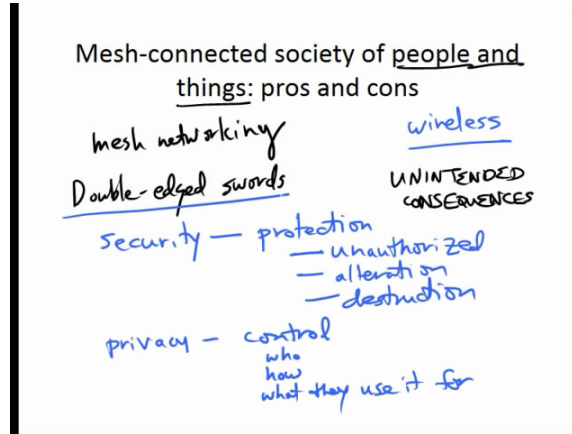 Mesh-connected society of people and
things: pros and cons
mesh networking
wireless
Double-edged swords
UNINTENDED
CONSEQUENCES
security — protection
— unauthorized
— alteration
— destruction
privacy — control
who
how
what they use it for